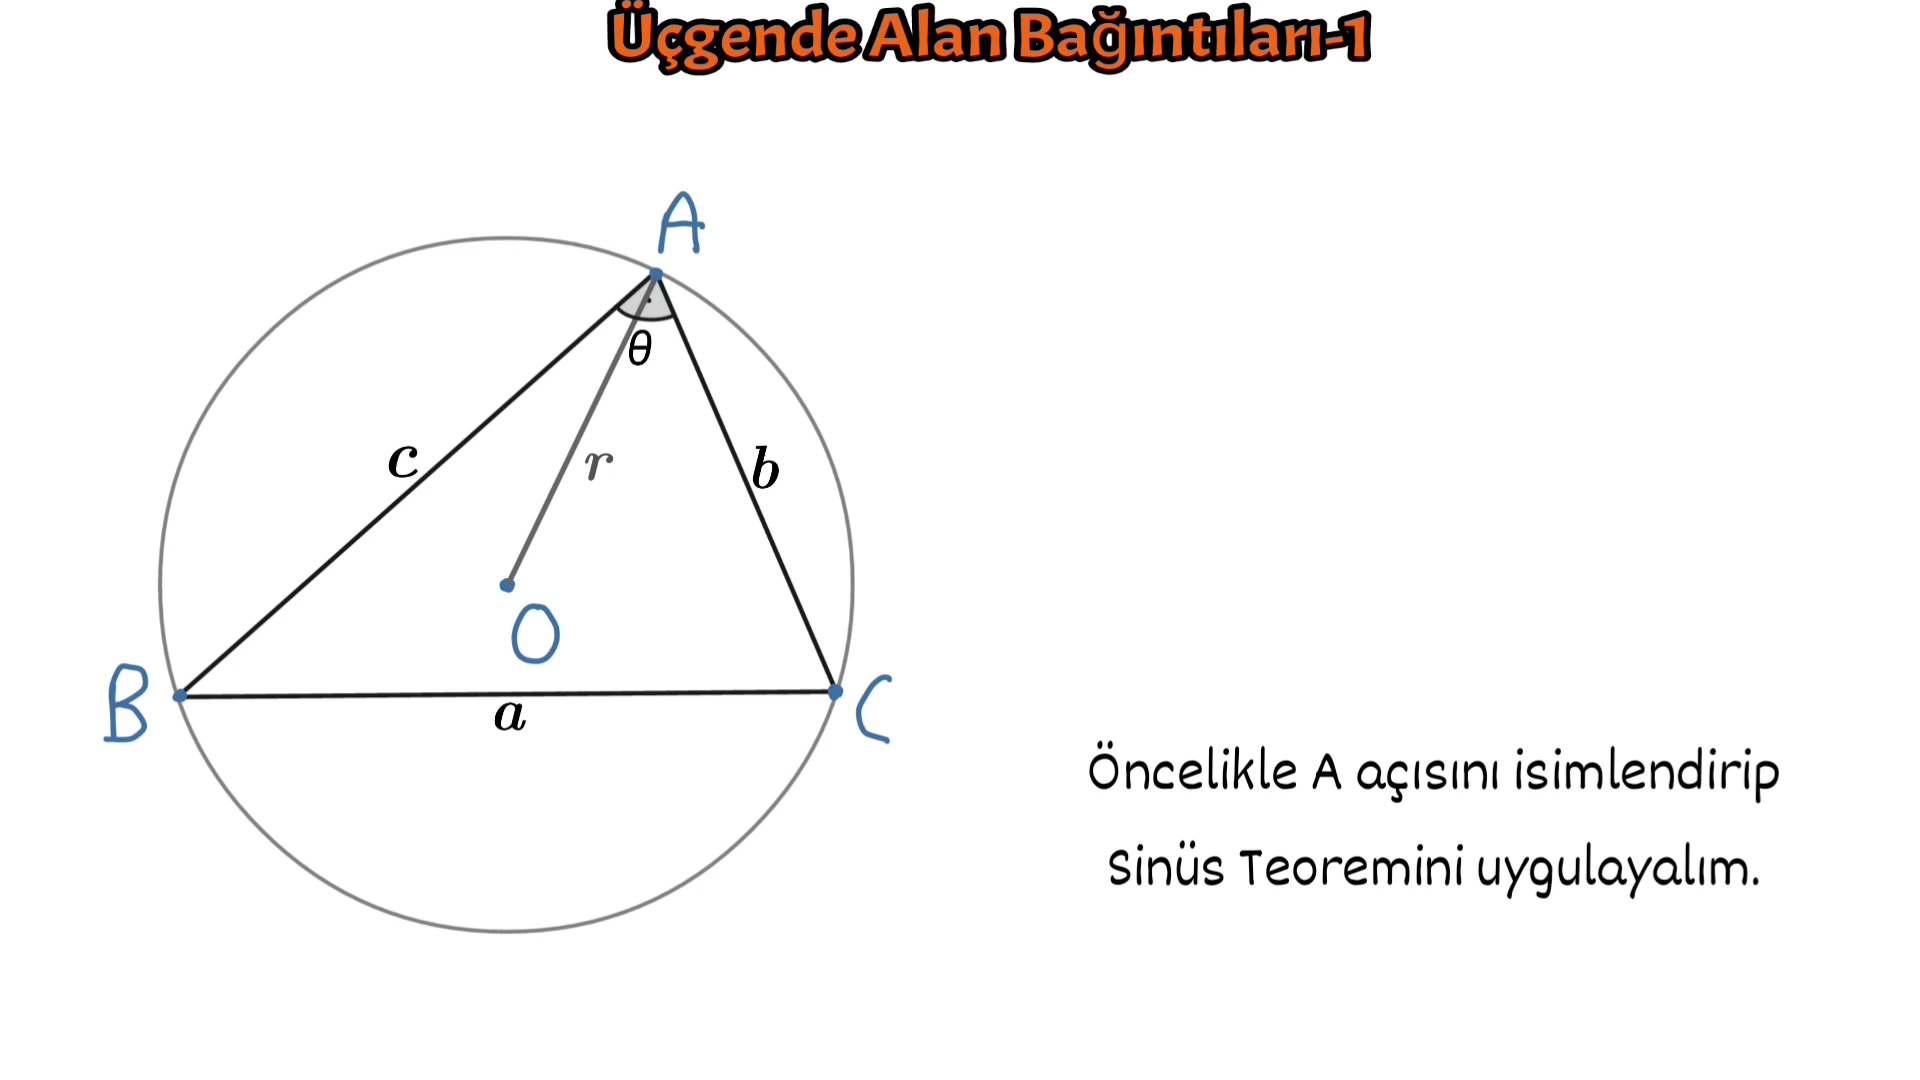 Üçgende Alan Bağıntıları-1
A
θ
c
r
b
O
B
a
C
Öncelikle A açısını isimlendirip
Sinüs Teoremini uygulayalım.